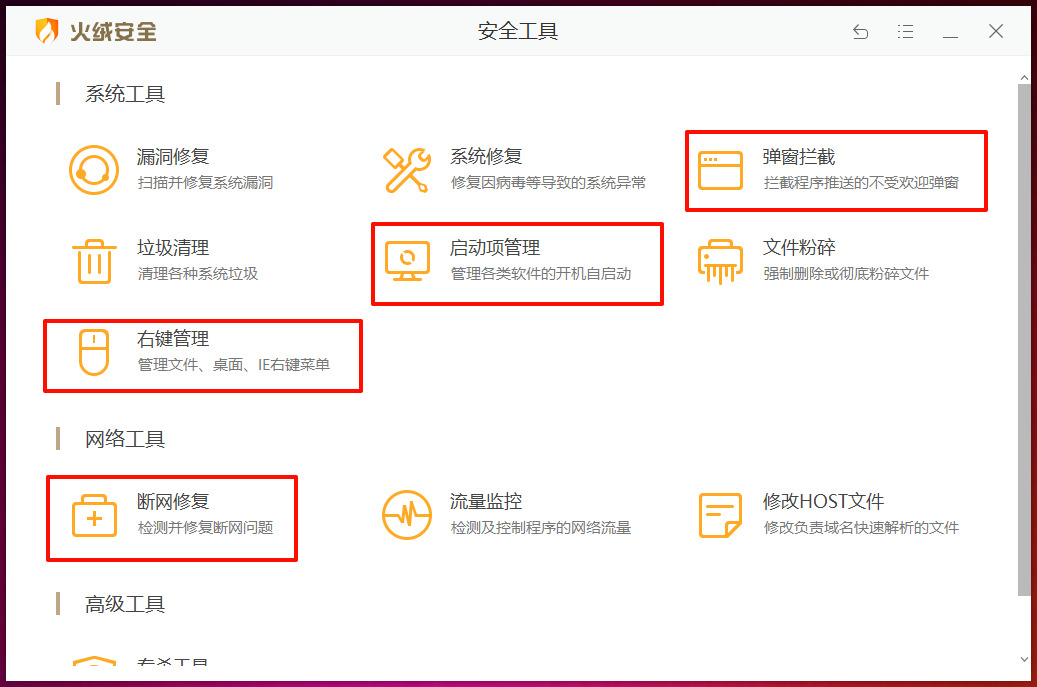 火绒安全
安全工具
系统工具
漏洞修复
扫描并修复系统漏洞
系统修复
修复因病毒等导致的系统异常
弹窗拦截
拦截程序推送的不受欢迎弹窗
垃圾清理
清理各种系统垃圾
启动项管理
管理各类软件的开机自启动
文件粉碎
强制删除或彻底粉碎文件
右键管理
管理文件、桌面、IE右键菜单
网络工具
断网修复
检测并修复断网问题
流量监控
检测及控制程序的网络流量
修改HOST文件
修改负责域名快速解析的文件
高级工具
专杀工具